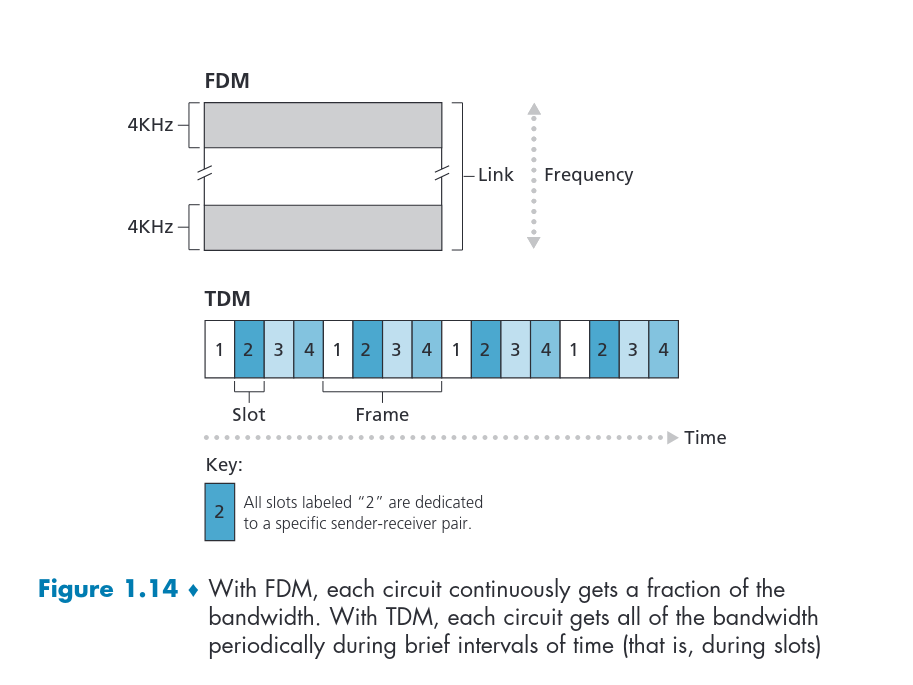 FDM
4KHz
Link
Frequency
4KHz
TDM
1 2 3 4 1 2 3 4 1 2 3 4 1 2 3 4
Slot
Frame
Time
Key:
2
All slots labeled “2” are dedicated
to a specific sender-receiver pair.
Figure 1.14 ♦ With FDM, each circuit continuously gets a fraction of the
bandwidth. With TDM, each circuit gets all of the bandwidth
periodically during brief intervals of time (that is, during slots)